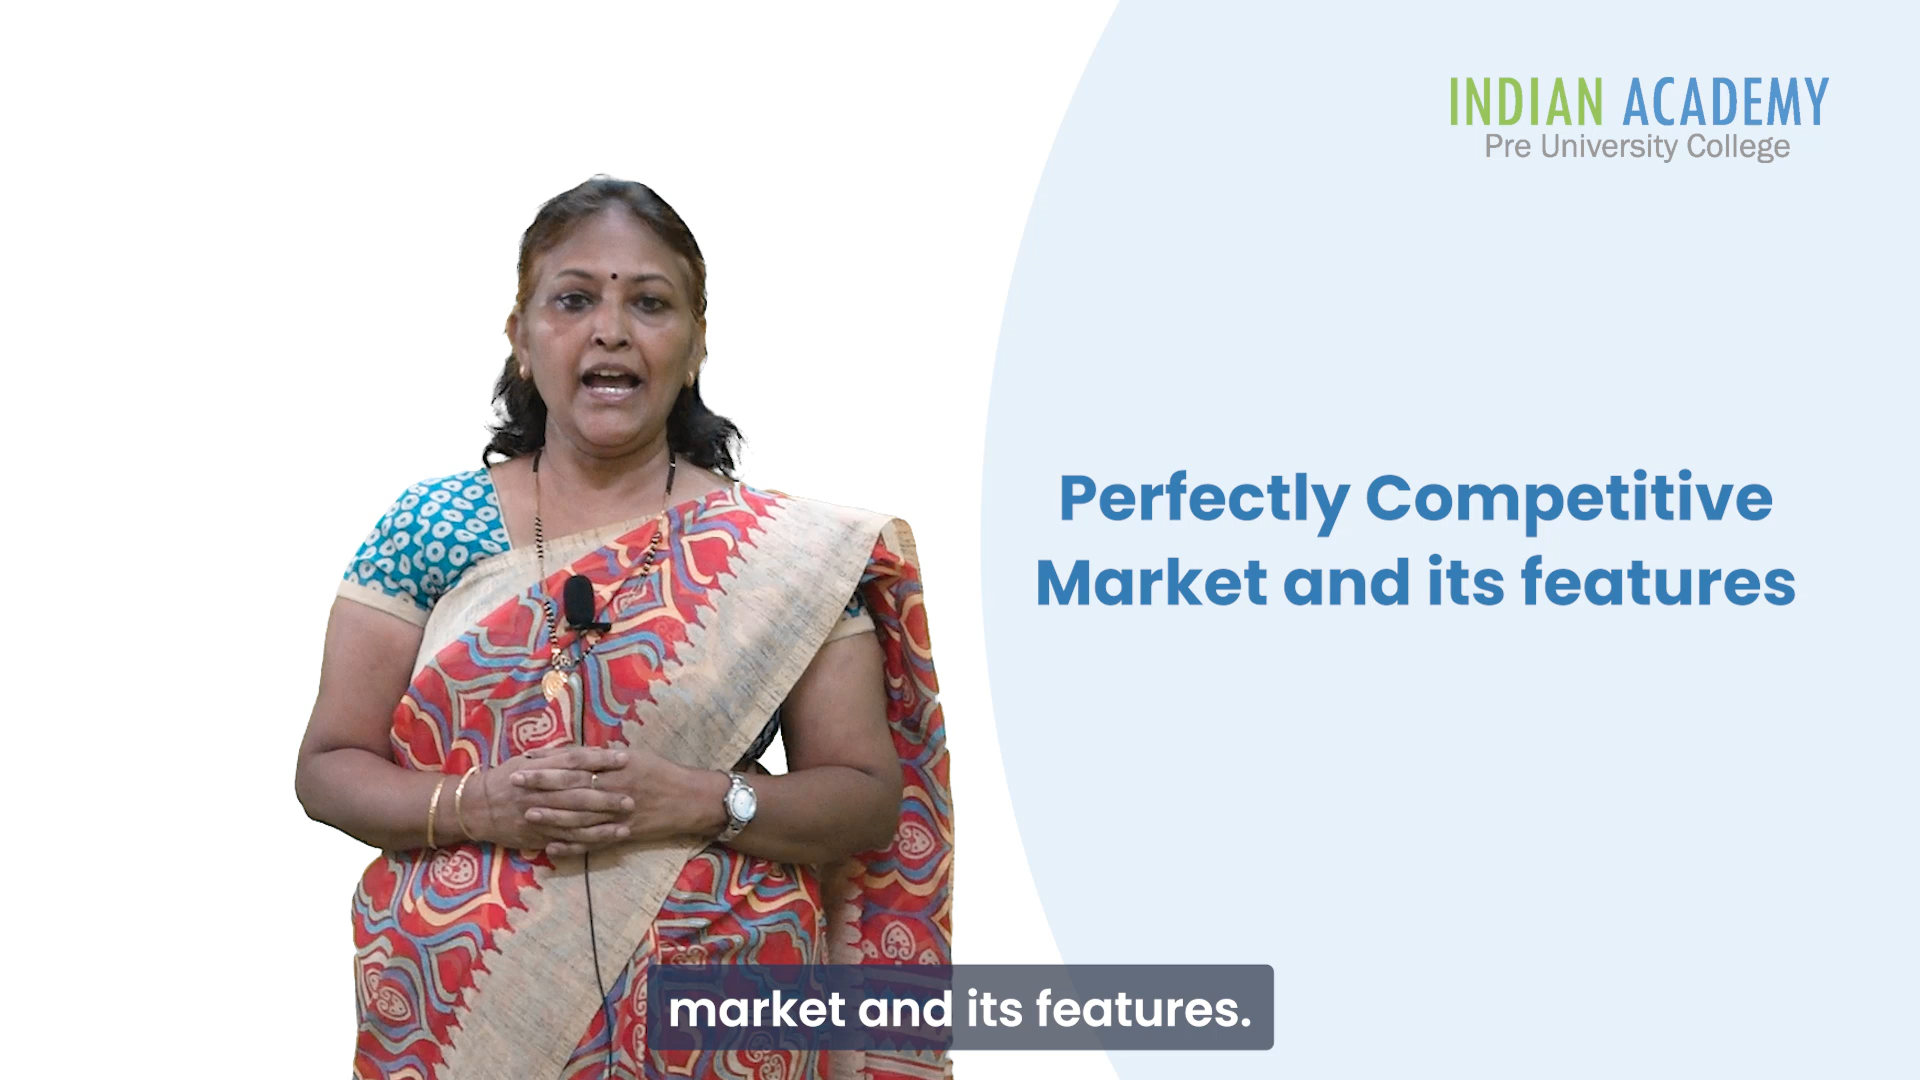 INDIAN ACADEMY
Pre University College
Perfectly Competitive
Market and its features
market and its features.